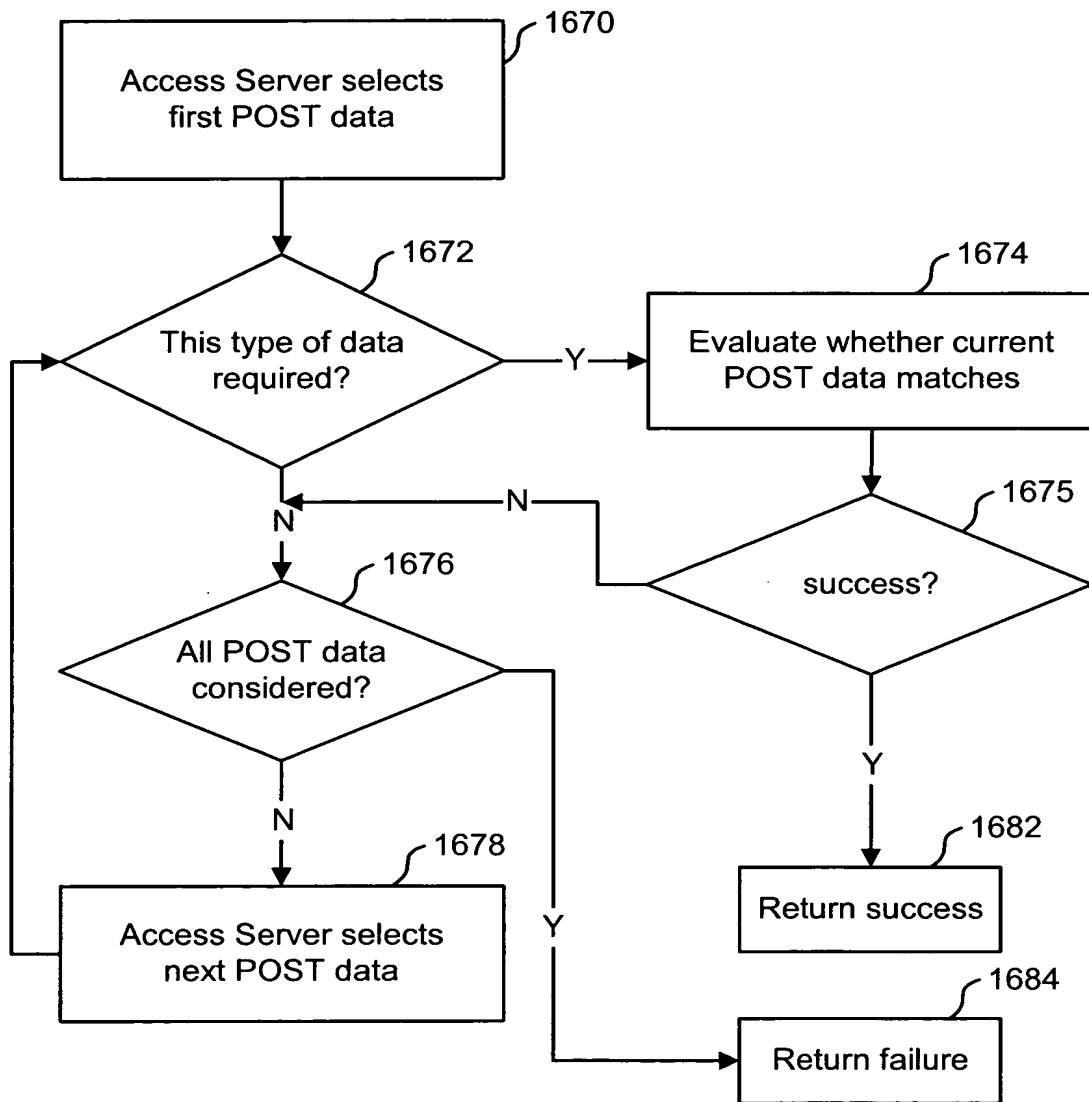 1670
Access Server selects
first POST data
1672
This type of data
required?
Y
1674
Evaluate whether current
POST data matches
N
N
1675
success?
1676
All POST data
considered?
Y
N
1678
Access Server selects
next POST data
Y
1682
Return success
1684
Return failure